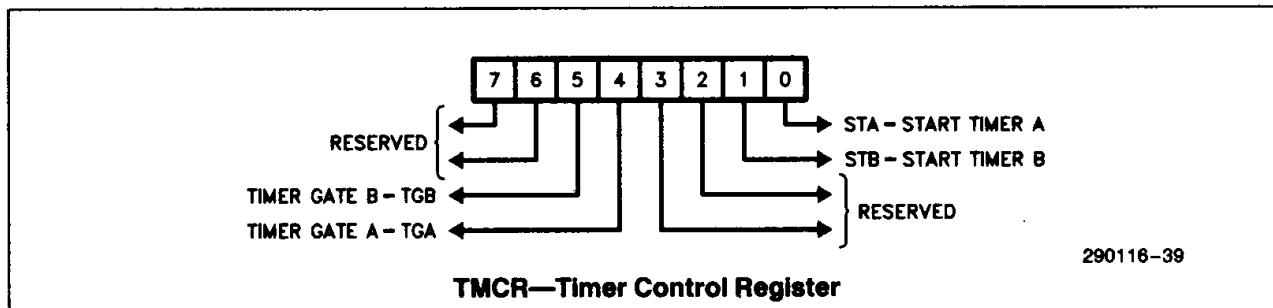 7 6 5 4 3 2 1 0
RESERVED
STA – START TIMER A
STB – START TIMER B
TIMER GATE B – TGB
TIMER GATE A – TGA
RESERVED
290116–39
TMCR—Timer Control Register